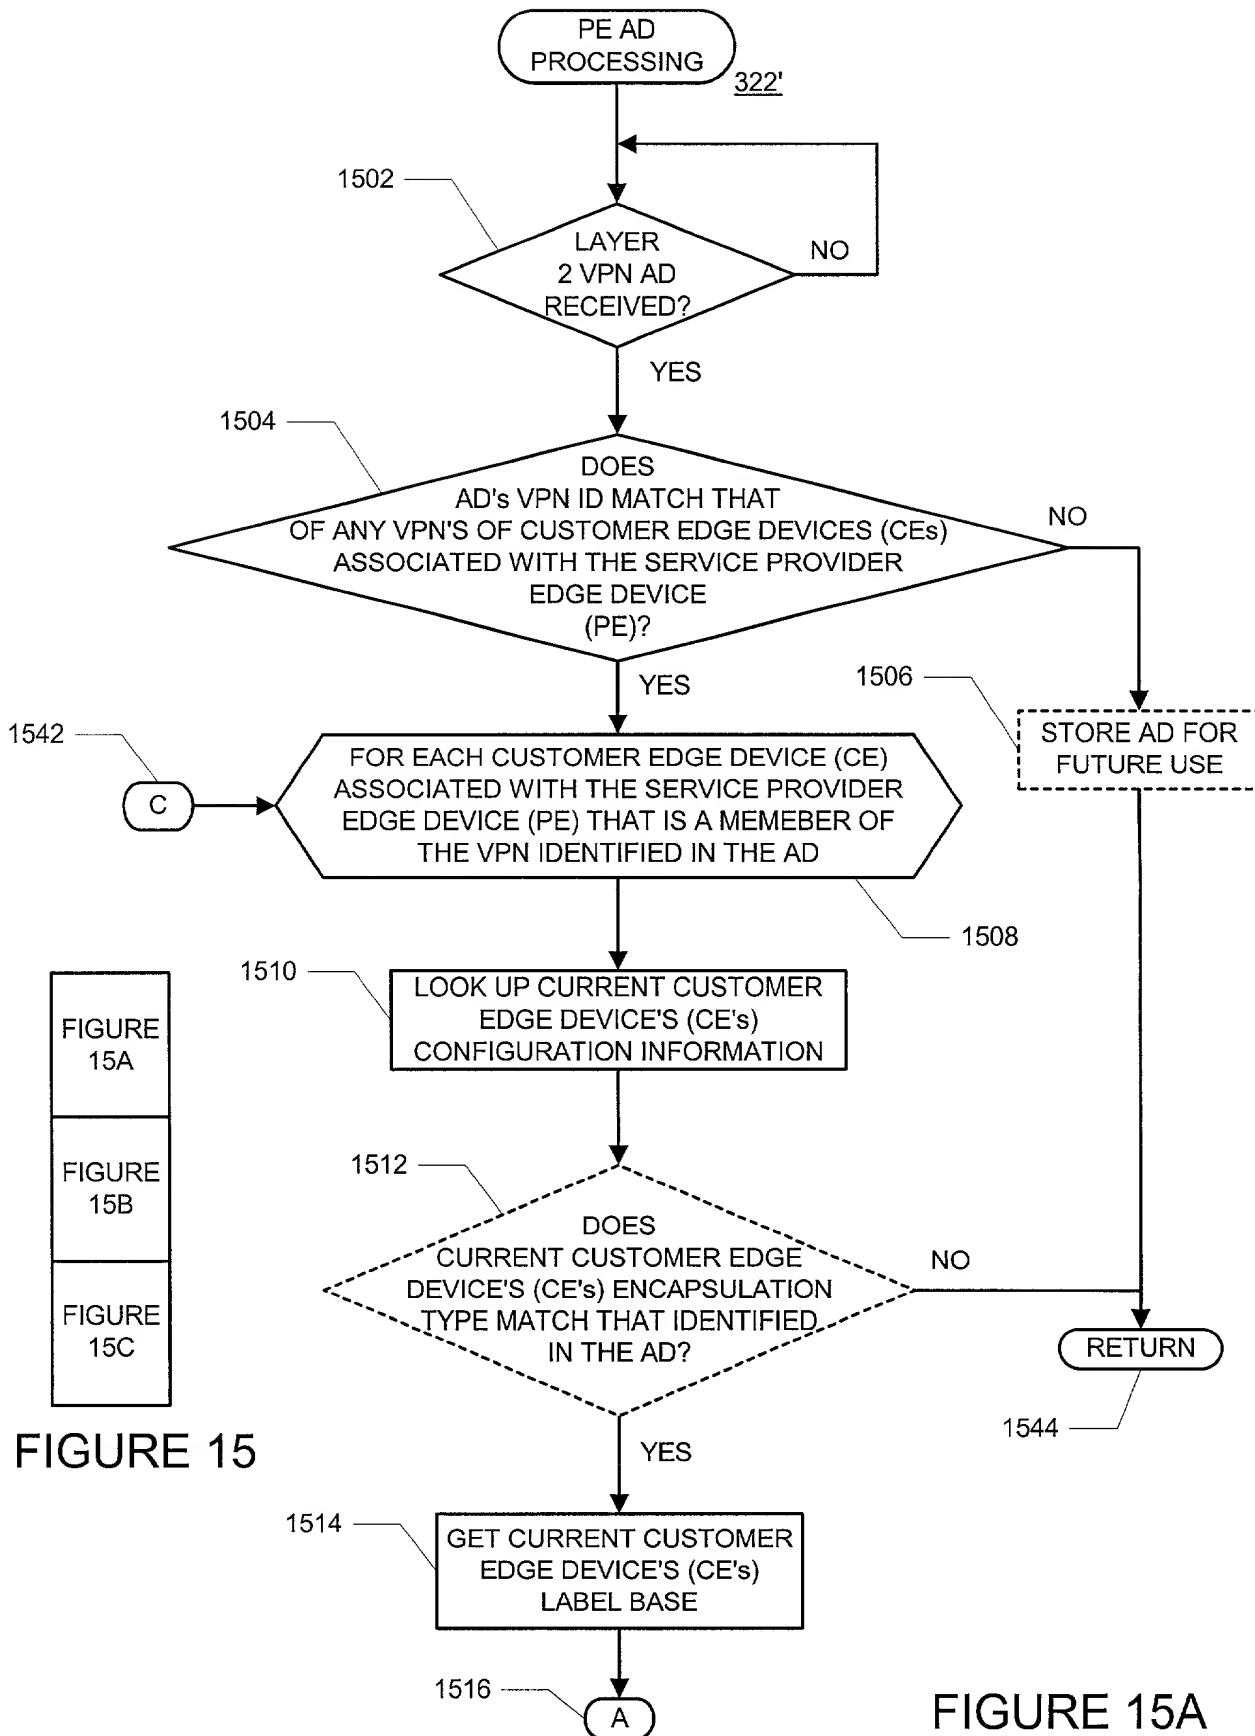 PE AD
PROCESSING
322'
1502
LAYER
2 VPN AD
RECEIVED?
NO
YES
1504
DOES
AD's VPN ID MATCH THAT
OF ANY VPN'S OF CUSTOMER EDGE DEVICES (CEs)
ASSOCIATED WITH THE SERVICE PROVIDER
EDGE DEVICE
(PE)?
NO
YES
1506
STORE AD FOR
FUTURE USE
1542
C
FOR EACH CUSTOMER EDGE DEVICE (CE)
ASSOCIATED WITH THE SERVICE PROVIDER
EDGE DEVICE (PE) THAT IS A MEMEBER OF
THE VPN IDENTIFIED IN THE AD
1508
1510
LOOK UP CURRENT CUSTOMER
EDGE DEVICE'S (CE's)
CONFIGURATION INFORMATION
FIGURE
15A
FIGURE
15B
FIGURE
15C
FIGURE 15
1512
DOES
CURRENT CUSTOMER EDGE
DEVICE'S (CE's) ENCAPSULATION
TYPE MATCH THAT IDENTIFIED
IN THE AD?
NO
YES
RETURN
1544
1514
GET CURRENT CUSTOMER
EDGE DEVICE'S (CE's)
LABEL BASE
1516
A
FIGURE 15A